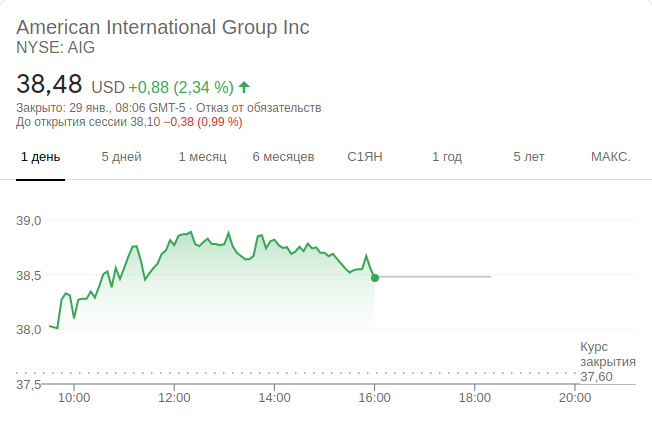 American International Group Inc
NYSE: AIG
38,48 USD +0,88 (2,34 %)
Закрыто: 29 янв., 08:06 GMT-5 · Отказ от обязательств
До открытия сессии 38,10 −0,38 (0,99 %)
1 день 5 дней 1 месяц 6 месяцев С1ЯН 1 год 5 лет МАКС.
39,0
38,5
38,0
Курс
закрытия
37,60
37,5
10:00 12:00 14:00 16:00 18:00 20:00